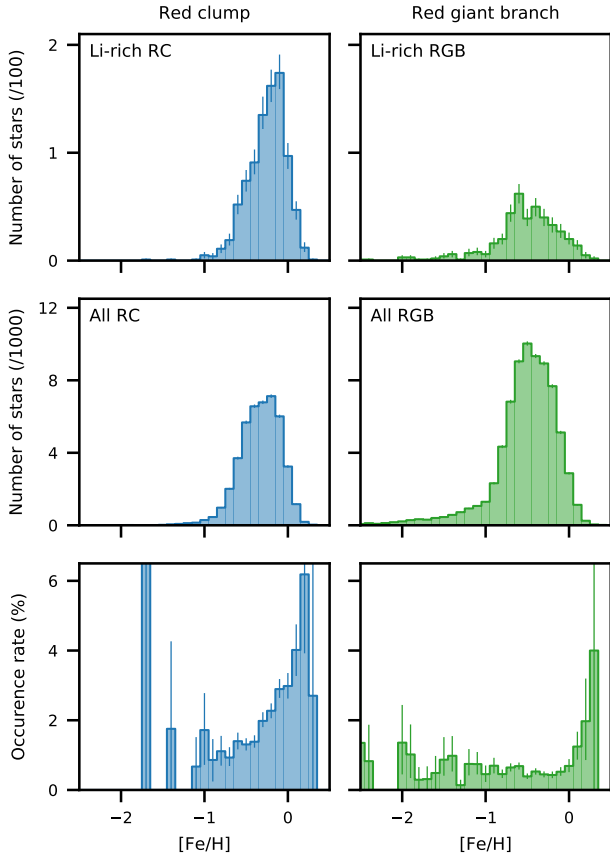 Red clump
Red giant branch
Number of stars (/100)
2
1
0
Li-rich RC
Li-rich RGB
Number of stars (/1000)
12
8
4
0
All RC
All RGB
Occurence rate (%)
6
4
2
0
−2 −1 0
−2 −1 0
[Fe/H]
[Fe/H]